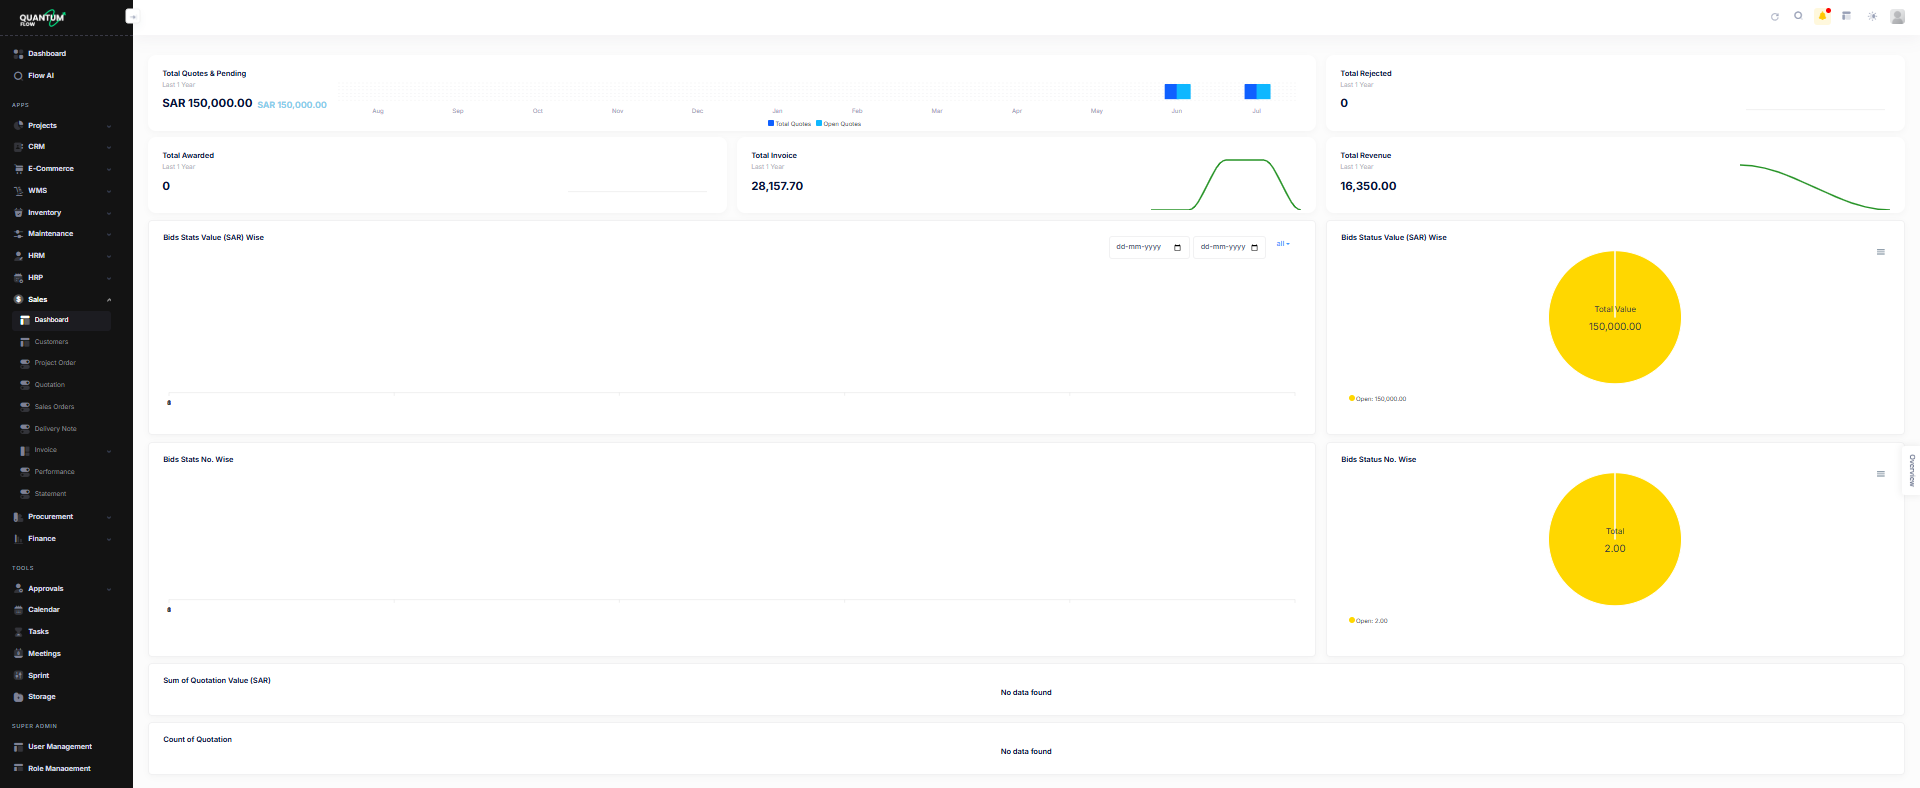 QUANTUM
FLOW
Dashboard
Flow AI
APPS
Projects
CRM
E-Commerce
WMS
Inventory
Maintenance
HRM
HRP
Sales
Dashboard
Customers
Project Order
Quotation
Sales Orders
Delivery Note
Invoice
Performance
Statement
Procurement
Finance
TOOLS
Approvals
Calendar
Tasks
Meetings
Sprint
Storage
SUPER ADMIN
User Management
Role Management
Total Quotes & Pending
Last 1 Year
SAR 150,000.00 SAR 150,000.00
Aug Sep Oct Nov Dec Jan Feb Mar Apr May Jun Jul
Total Quotes Open Quotes
Total Rejected
Last 1 Year
0
Total Awarded
Last 1 Year
0
Total Invoice
Last 1 Year
28,157.70
Total Revenue
Last 1 Year
16,350.00
Bids Stats Value (SAR) Wise
dd-mm-yyyy dd-mm-yyyy all
Bids Status Value (SAR) Wise
Total Value
150,000.00
Open: 150,000.00
Bids Stats No. Wise
Bids Status No. Wise
Total
2.00
Open: 2.00
Overview
Sum of Quotation Value (SAR)
No data found
Count of Quotation
No data found